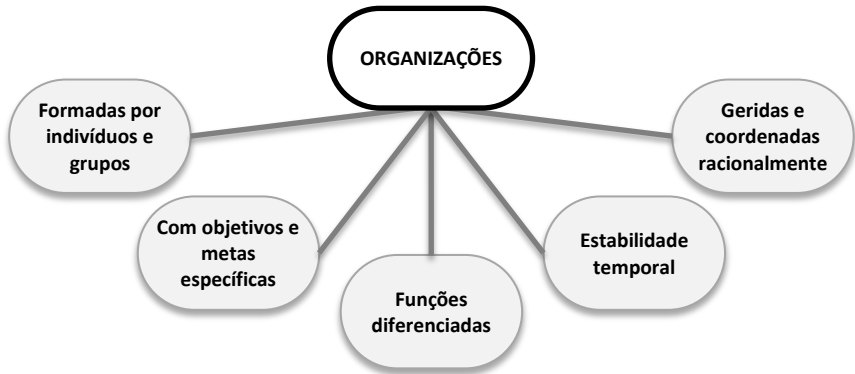 ORGANIZAÇÕES
Formadas por
indivíduos e
grupos
Com objetivos e
metas
específicas
Funções
diferenciadas
Estabilidade
temporal
Geridas e
coordenadas
racionalmente